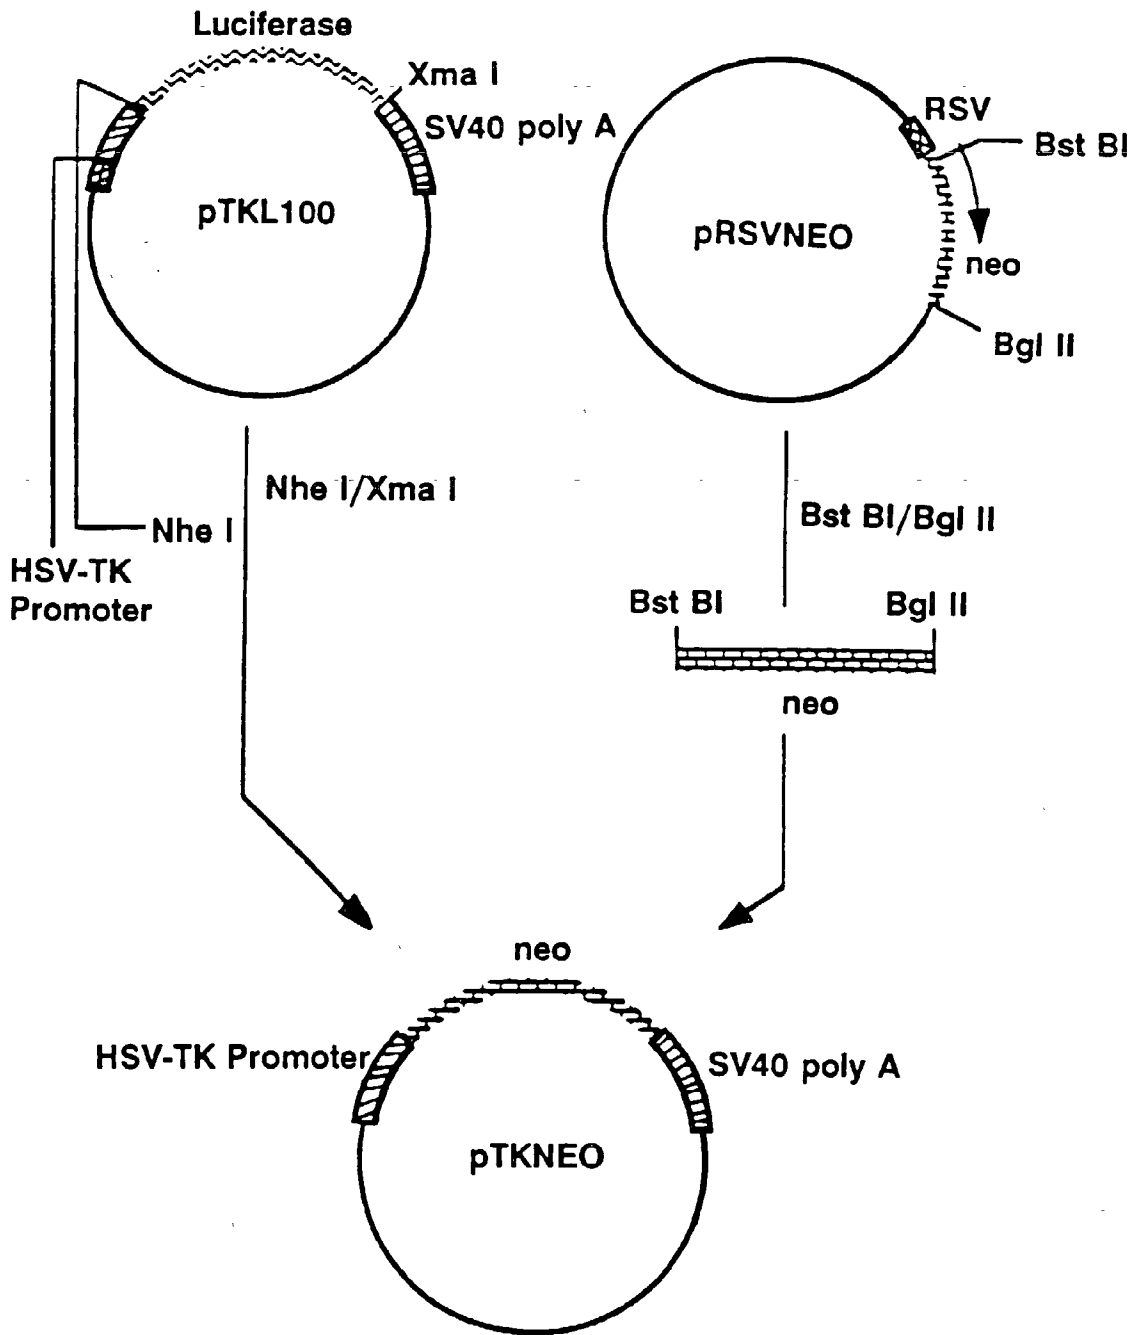 Luciferase
Xma I
SV40 poly A
pTKL100
RSV
Bst BI
pRSVNEO
neo
Bgl II
Nhe I/Xma I
Nhe I
HSV-TK
Promoter
Bst BI/Bgl II
Bst BI
Bgl II
neo
neo
HSV-TK Promoter
SV40 poly A
pTKNEO